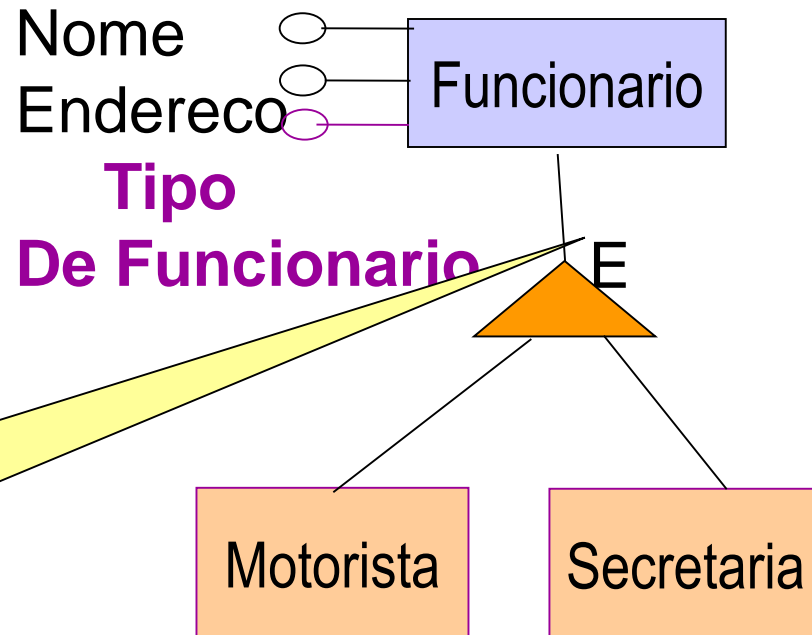 Nome
Endereco
Tipo
De Funcionario
Funcionario
E
Motorista
Secretaria